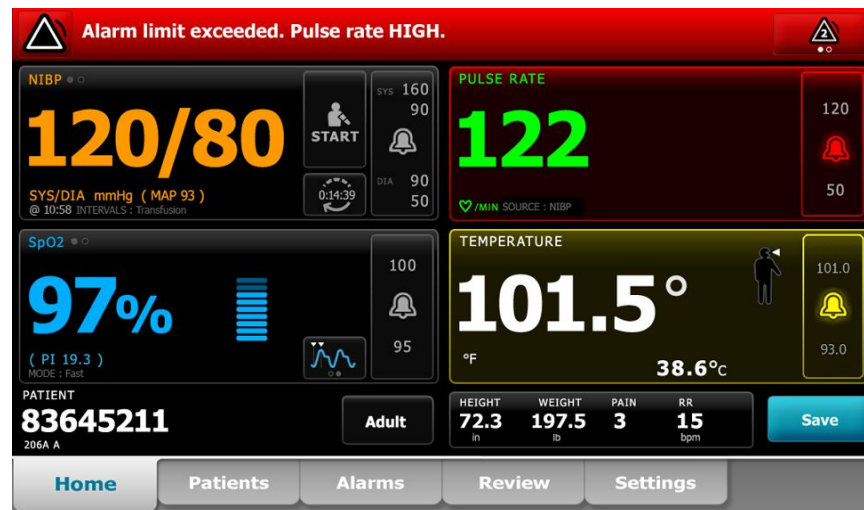 Alarm limit exceeded. Pulse rate HIGH.
2
NIBP
120/80
SYS/DIA mmHg ( MAP 93 )
@ 10:58 INTERVALS : Transfusion
START
0:14:39
SYS 160
90
DIA 90
50
PULSE RATE
122
/MIN SOURCE : NIBP
120
50
SpO2
97%
( PI 19.3 )
MODE : Fast
100
95
TEMPERATURE
101.5°
°F
38.6°C
101.0
93.0
PATIENT
83645211
206A A
Adult
HEIGHT WEIGHT PAIN RR
72.3 197.5 3 15
in lb bpm
Save
Home Patients Alarms Review Settings